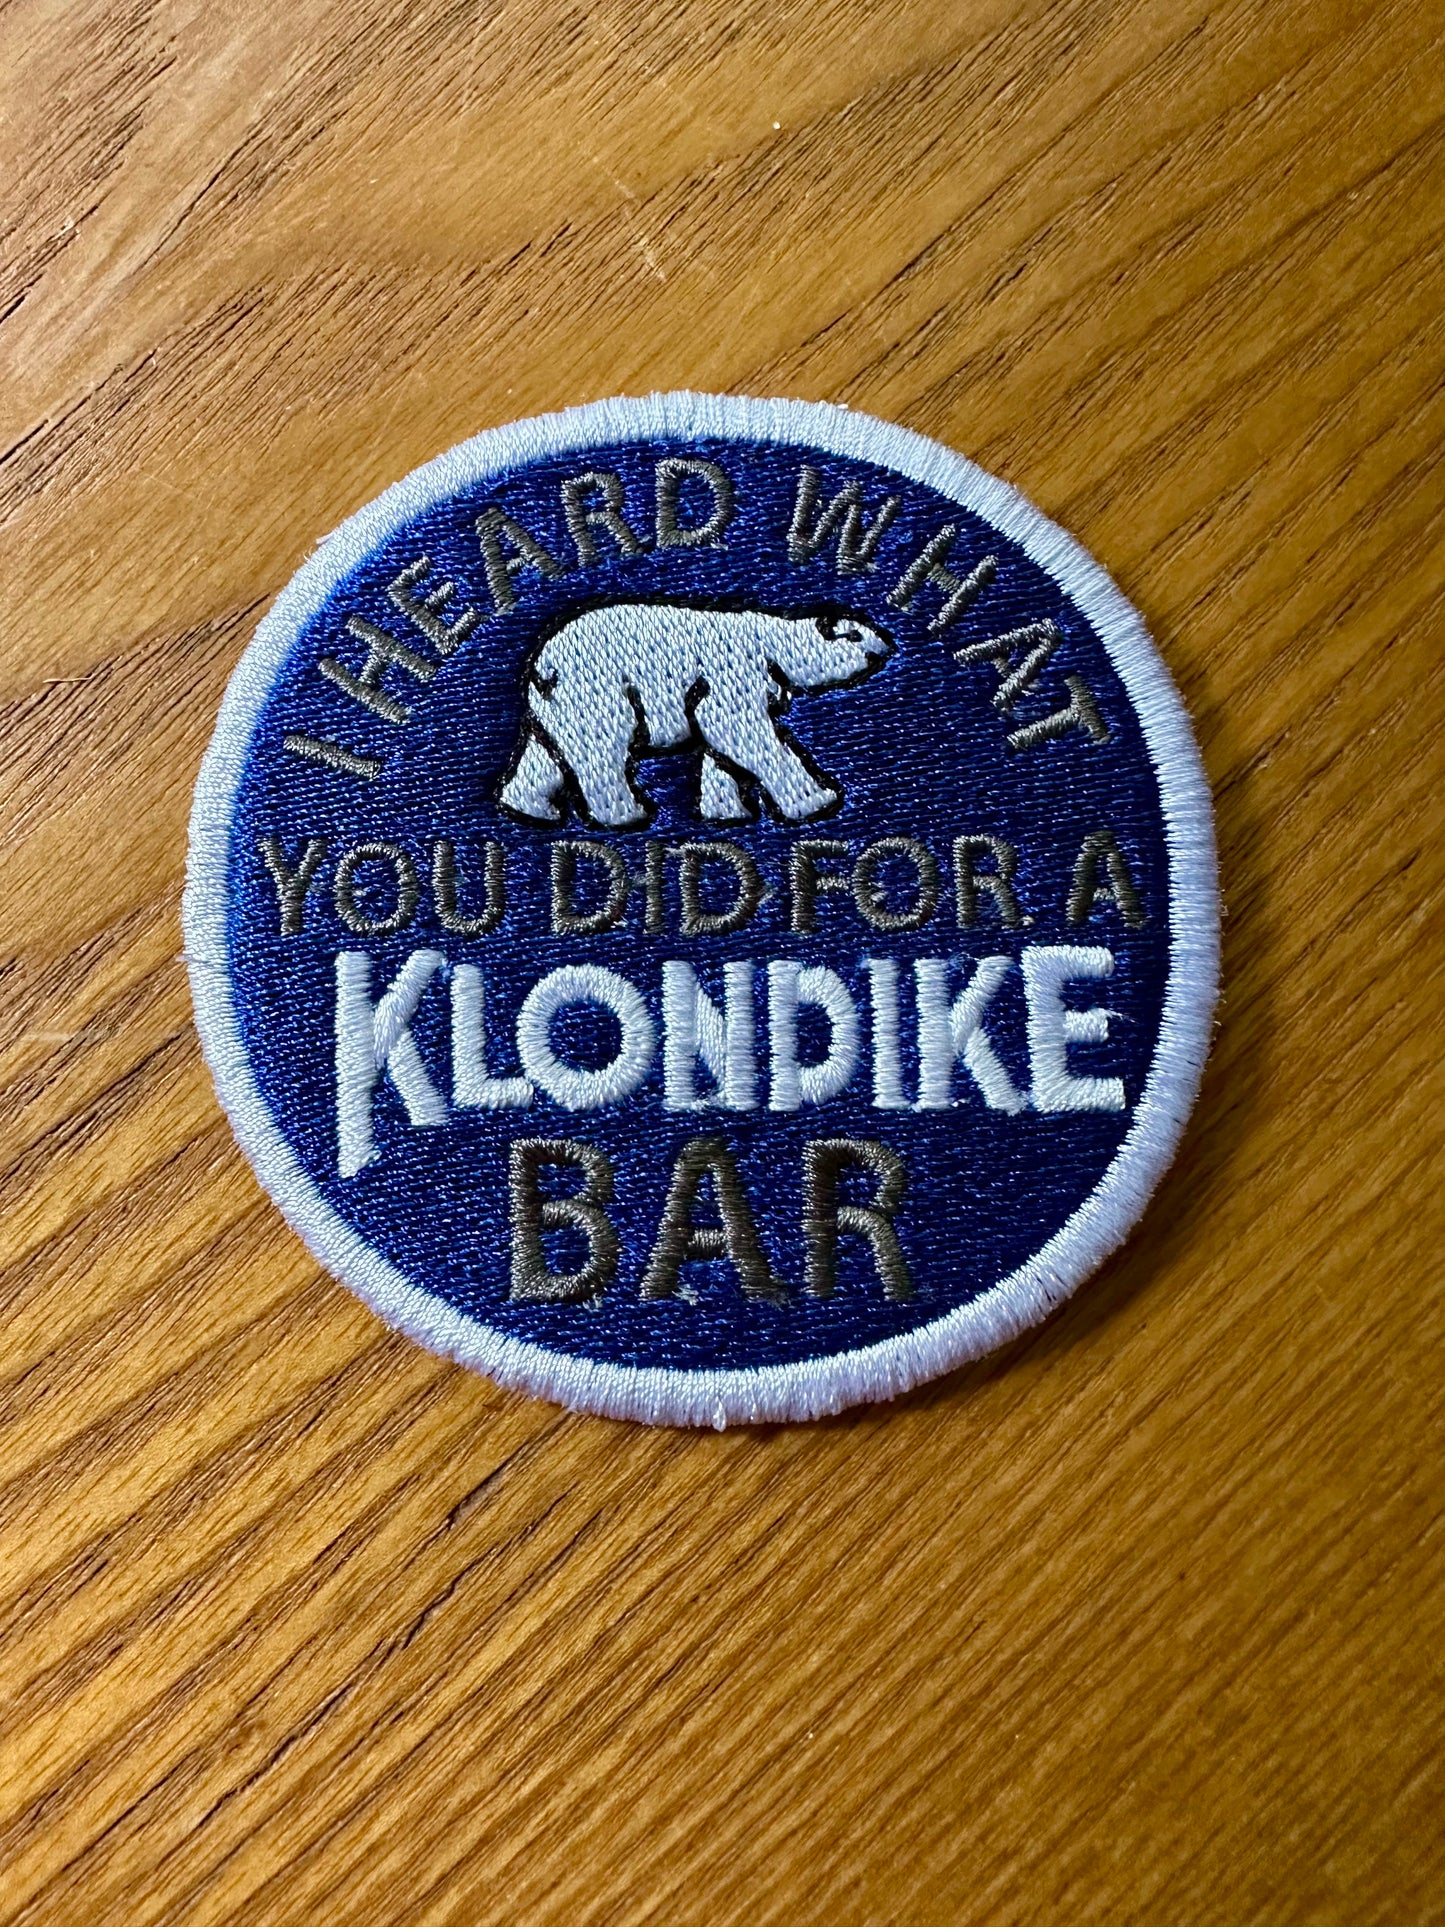 I HEARD WHAT
YOU DID FOR A
KLONDIKE
BAR